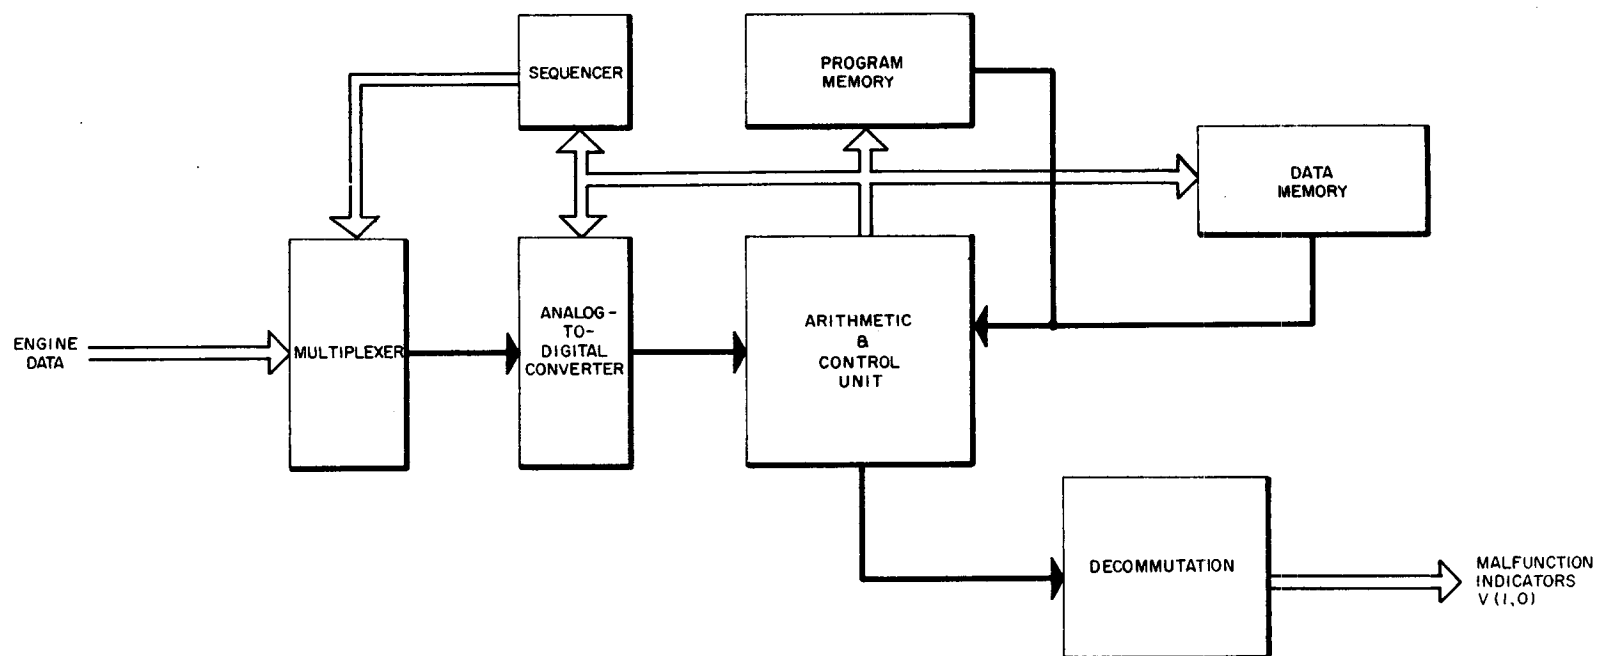 SEQUENCER
PROGRAM
MEMORY
DATA
MEMORY
ENGINE
DATA
MULTIPLEXER
ANALOG-
TO-
DIGITAL
CONVERTER
ARITHMETIC
&
CONTROL
UNIT
DECOMMUTATION
MALFUNCTION
INDICATORS
V(1,0)